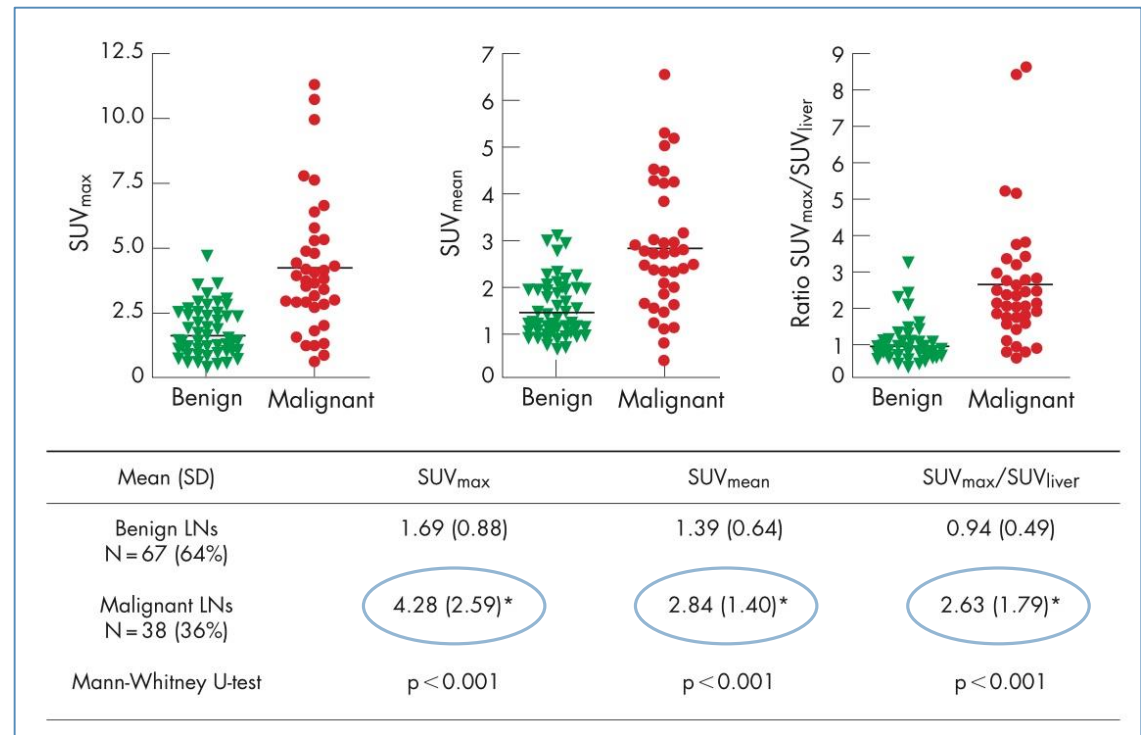 SUVmax
12.5
10.0
7.5
5.0
2.5
0
Benign Malignant
SUVmean
7
6
5
4
3
2
1
0
Benign Malignant
Ratio SUVmax/SUVliver
9
8
7
6
5
4
3
2
1
0
Benign Malignant
Mean (SD) SUVmax SUVmean SUVmax/SUVliver
Benign LNs
N = 67 (64%)
1.69 (0.88) 1.39 (0.64) 0.94 (0.49)
Malignant LNs
N = 38 (36%)
4.28 (2.59)* 2.84 (1.40)* 2.63 (1.79)*
Mann-Whitney U-test p < 0.001 p < 0.001 p < 0.001